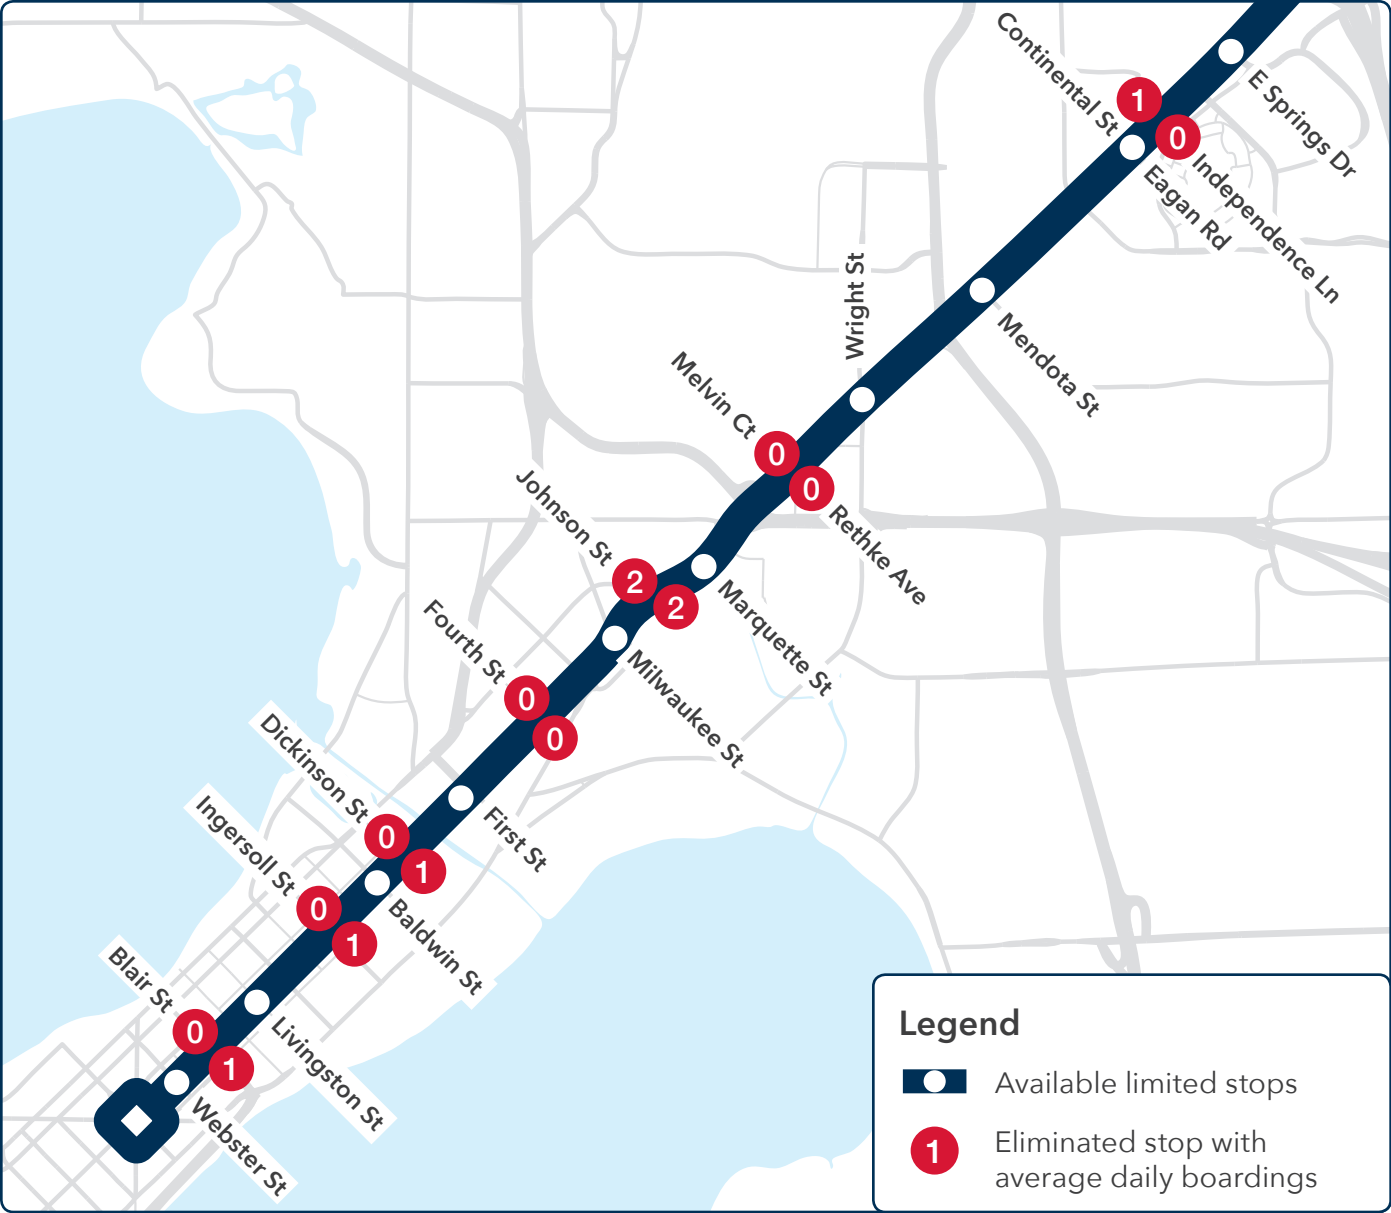 Continental St
1
0
E Springs Dr
Independence Ln
Eagan Rd
Wright St
Mendota St
Melvin Ct
0
0
Rethke Ave
Johnson St
2
2
Marquette St
Fourth St
0
0
Milwaukee St
Dickinson St
0
1
First St
Ingersoll St
0
1
Baldwin St
Blair St
0
1
Livingston St
Webster St
Legend
Available limited stops
1
Eliminated stop with
average daily boardings